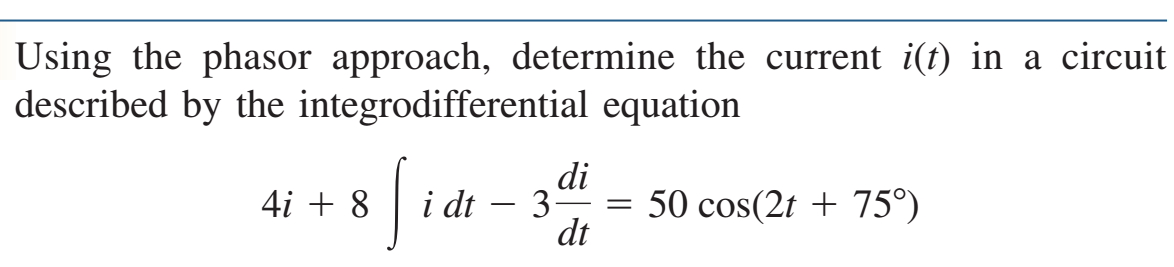 Using the phasor approach, determine the current i(t) in a circuit
described by the integrodifferential equation
4i + 8 ∫ i dt − 3 di/dt = 50 cos(2t + 75°)